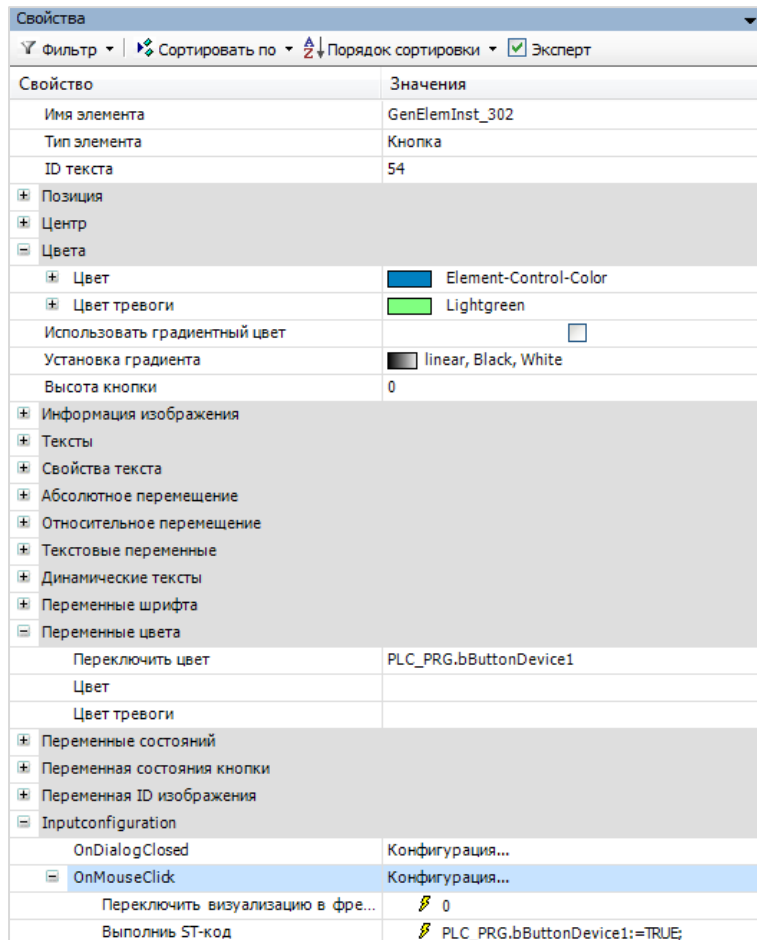 Свойства
Фильтр Сортировать по Порядок сортировки Эксперт
Свойство Значения
Имя элемента GenElemInst_302
Тип элемента Кнопка
ID текста 54
Позиция
Центр
Цвета
Цвет Element-Control-Color
Цвет тревоги Lightgreen
Использовать градиентный цвет
Установка градиента linear, Black, White
Высота кнопки 0
Информация изображения
Тексты
Свойства текста
Абсолютное перемещение
Относительное перемещение
Текстовые переменные
Динамические тексты
Переменные шрифта
Переменные цвета
Переключить цвет PLC_PRG.bButtonDevice1
Цвет
Цвет тревоги
Переменные состояний
Переменная состояния кнопки
Переменная ID изображения
Inputconfiguration
OnDialogClosed Конфигурация...
OnMouseClick Конфигурация...
Переключить визуализацию в фре... 0
Выполниь ST-код PLC_PRG.bButtonDevice1:=TRUE;